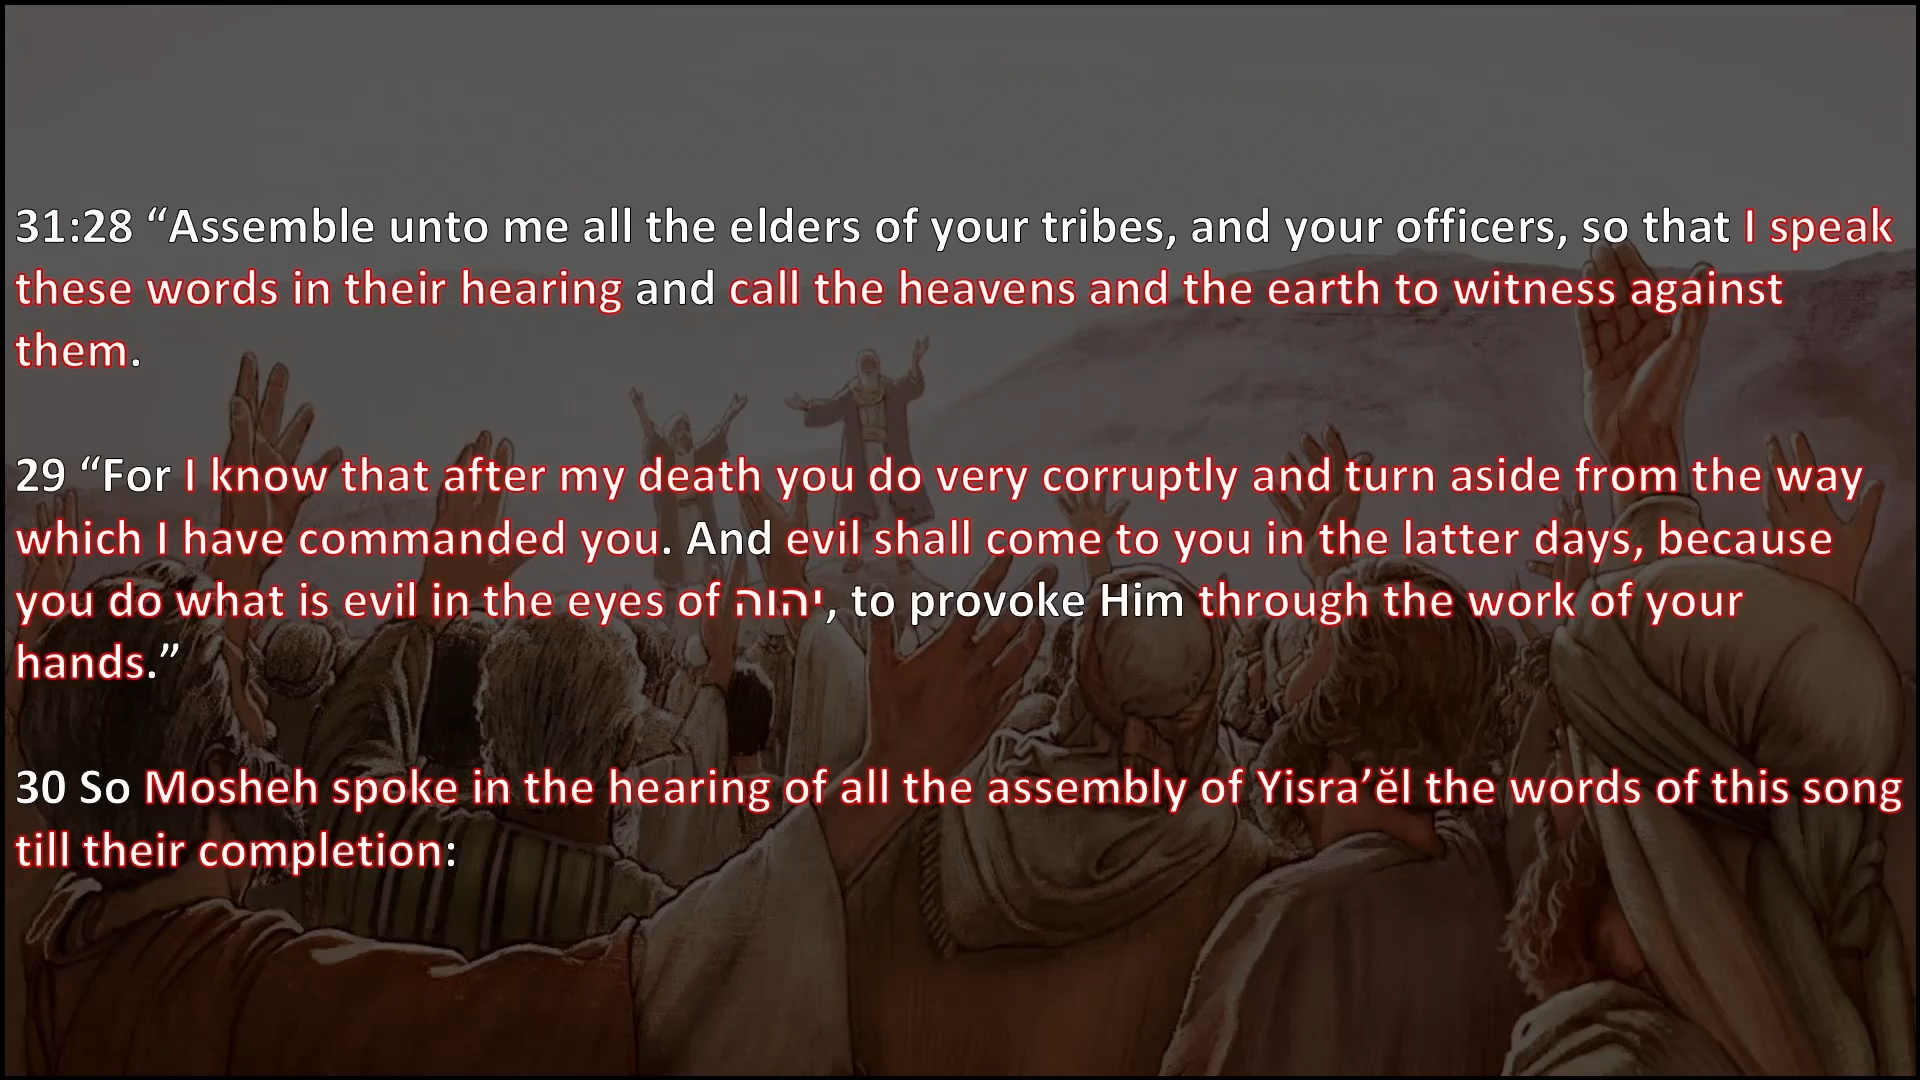 31:28 “Assemble unto me all the elders of your tribes, and your officers, so that I speak
these words in their hearing and call the heavens and the earth to witness against
them.
29 “For I know that after my death you do very corruptly and turn aside from the way
which I have commanded you. And evil shall come to you in the latter days, because
you do what is evil in the eyes of יהוה, to provoke Him through the work of your
hands.”
30 So Mosheh spoke in the hearing of all the assembly of Yisra’ĕl the words of this song
till their completion: